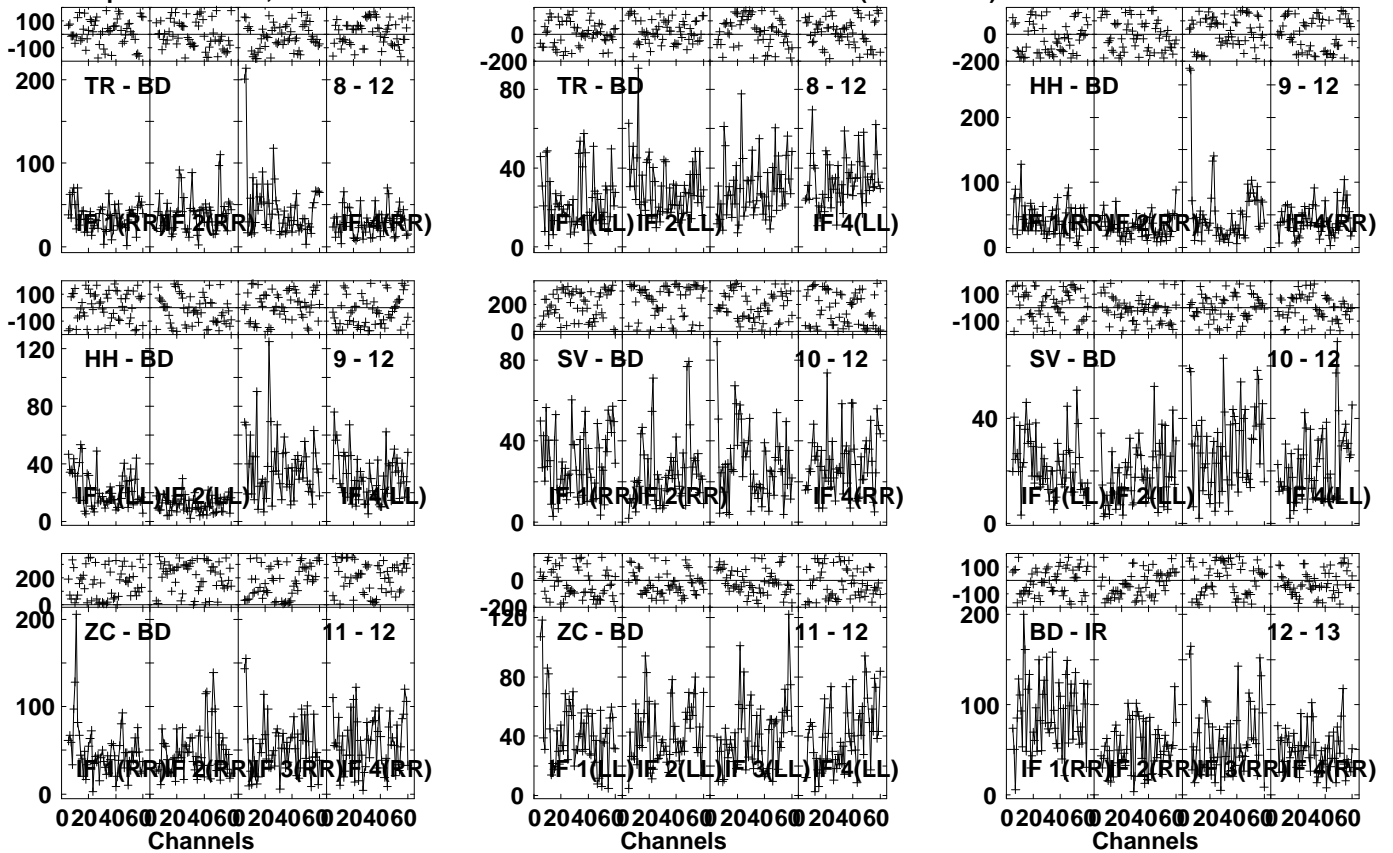 100
-100
200
100
0
TR - BD
8 - 12
IF 1(RR)
IF 2(RR)
IF 4(RR)
0
-200
80
40
0
TR - BD
8 - 12
IF 1(LL)
IF 2(LL)
IF 4(LL)
0
-200
200
100
0
HH - BD
9 - 12
IF 1(RR)
IF 2(RR)
IF 4(RR)
100
-100
120
80
40
0
HH - BD
9 - 12
IF 1(LL)
IF 2(LL)
IF 4(LL)
200
0
80
40
0
SV - BD
10 - 12
IF 1(RR)
IF 2(RR)
IF 4(RR)
100
-100
40
0
SV - BD
10 - 12
IF 1(LL)
IF 2(LL)
IF 4(LL)
200
0
200
100
0
ZC - BD
11 - 12
IF 1(RR)
IF 2(RR)
IF 3(RR)
IF 4(RR)
0 20 40 60 0 20 40 60 0 20 40 60 0 20 40 60
Channels
0
-200
120
80
40
0
ZC - BD
11 - 12
IF 1(LL)
IF 2(LL)
IF 3(LL)
IF 4(LL)
0 20 40 60 0 20 40 60 0 20 40 60 0 20 40 60
Channels
100
-100
200
100
0
BD - IR
12 - 13
IF 1(RR)
IF 2(RR)
IF 3(RR)
IF 4(RR)
0 20 40 60 0 20 40 60 0 20 40 60 0 20 40 60
Channels